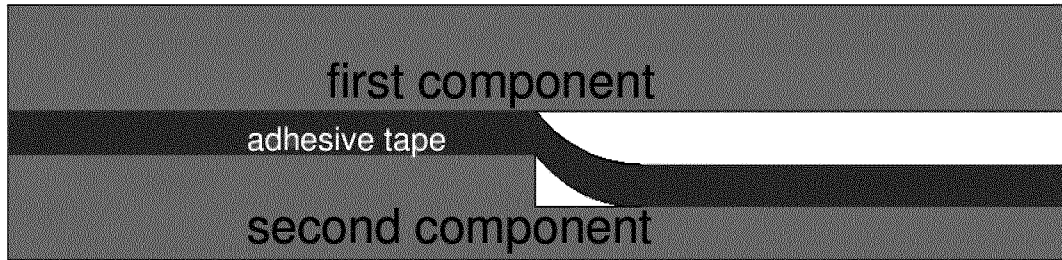 first component
adhesive tape
second component